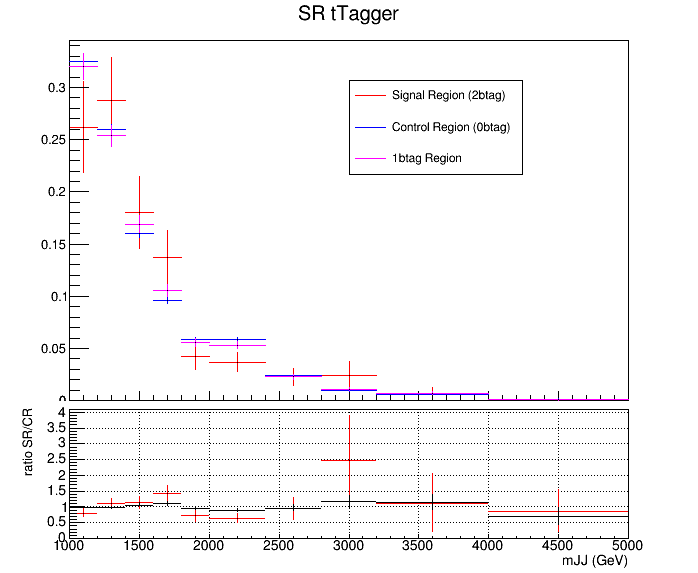 SR tTagger
0.3
0.25
0.2
0.15
0.1
0.05
0
Signal Region (2btag)
Control Region (0btag)
1btag Region
ratio SR/CR
4
3.5
3
2.5
2
1.5
1
0.5
0
1000 1500 2000 2500 3000 3500 4000 4500 5000
mJJ (GeV)